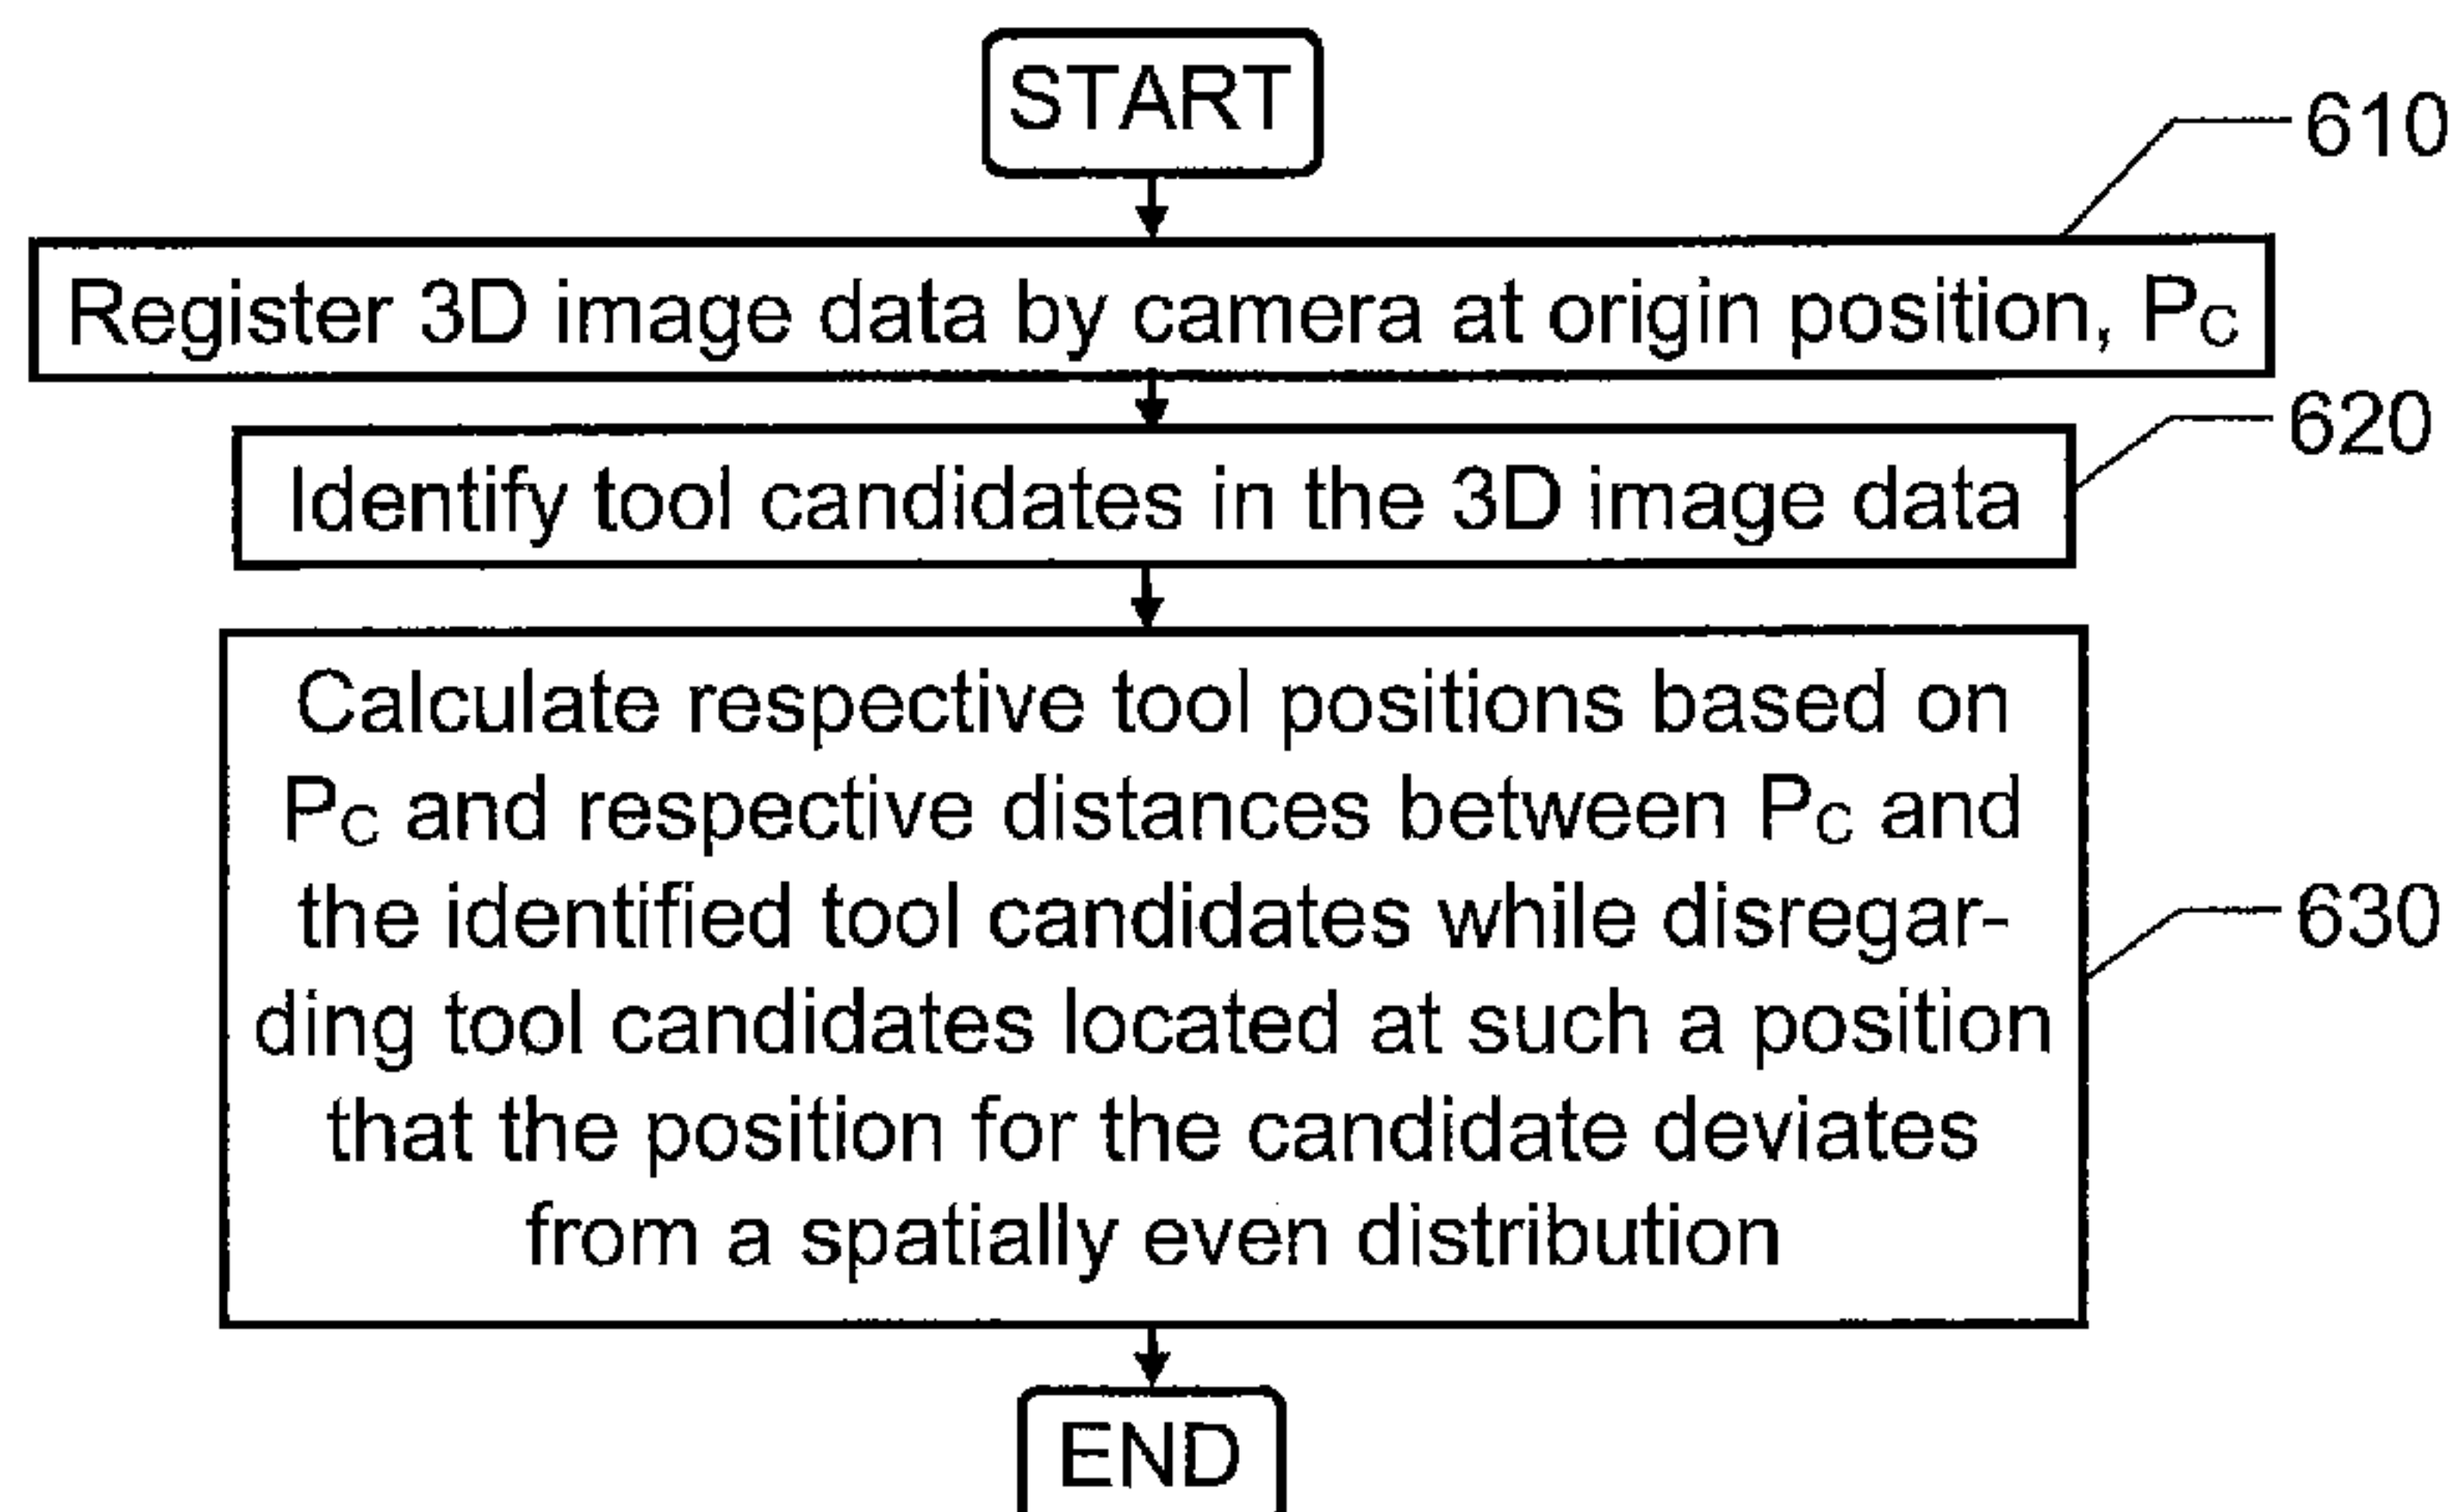 START
610
Register 3D image data by camera at origin position, PC
620
Identify tool candidates in the 3D image data
Calculate respective tool positions based on
PC and respective distances between PC and
the identified tool candidates while disregar-
630
ding tool candidates located at such a position
that the position for the candidate deviates
from a spatially even distribution
END